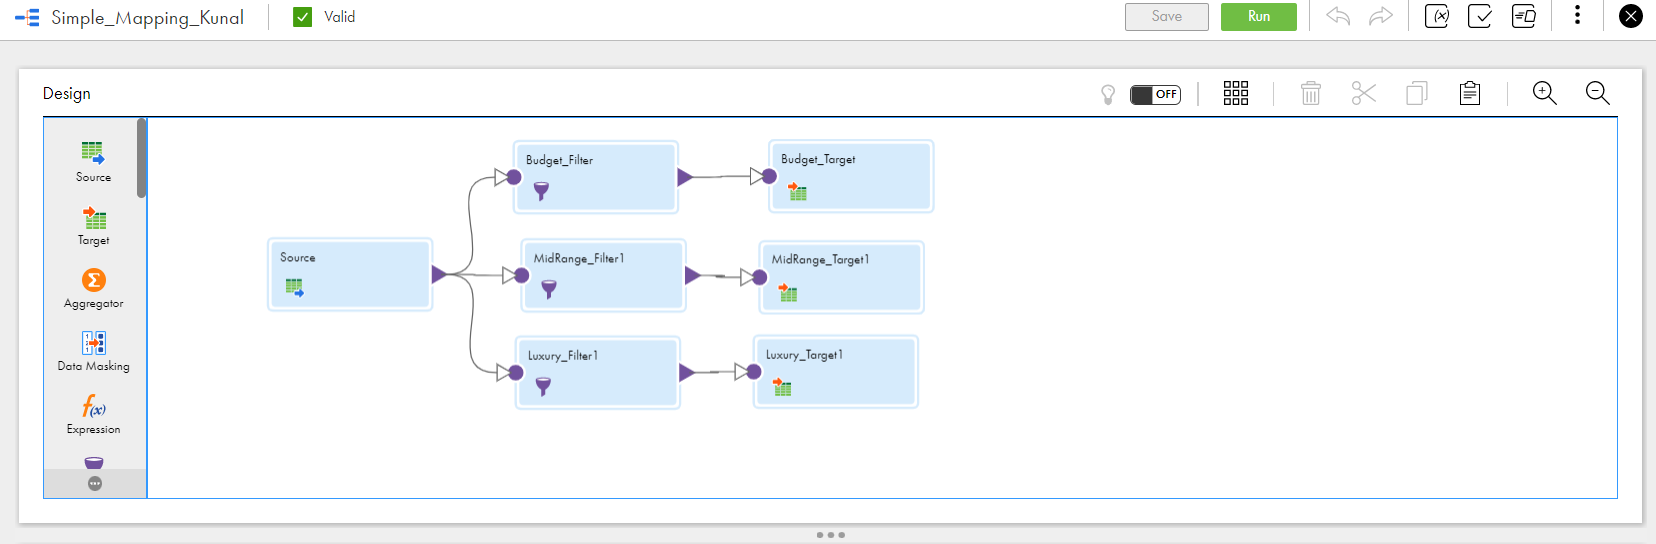 Simple_Mapping_Kunal
Valid
Save
Run
Design
OFF
Source
Target
Aggregator
Data Masking
Expression
Budget_Filter
Budget_Target
Source
MidRange_Filter1
MidRange_Target1
Luxury_Filter1
Luxury_Target1